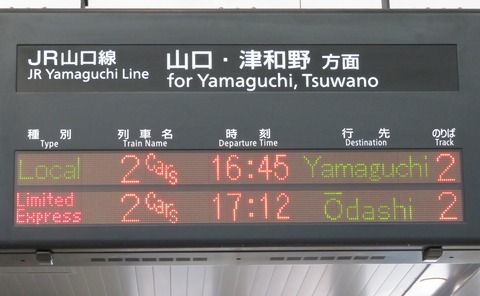 JR山口線 山口・津和野 方面
JR Yamaguchi Line for Yamaguchi, Tsuwano
種別 列車名 時刻 行先 のりば
Type Train Name Departure Time Destination Track
Local 2 Cars 16:45 Yamaguchi 2
Limited Express 2 Cars 17:12 Ōdashi 2